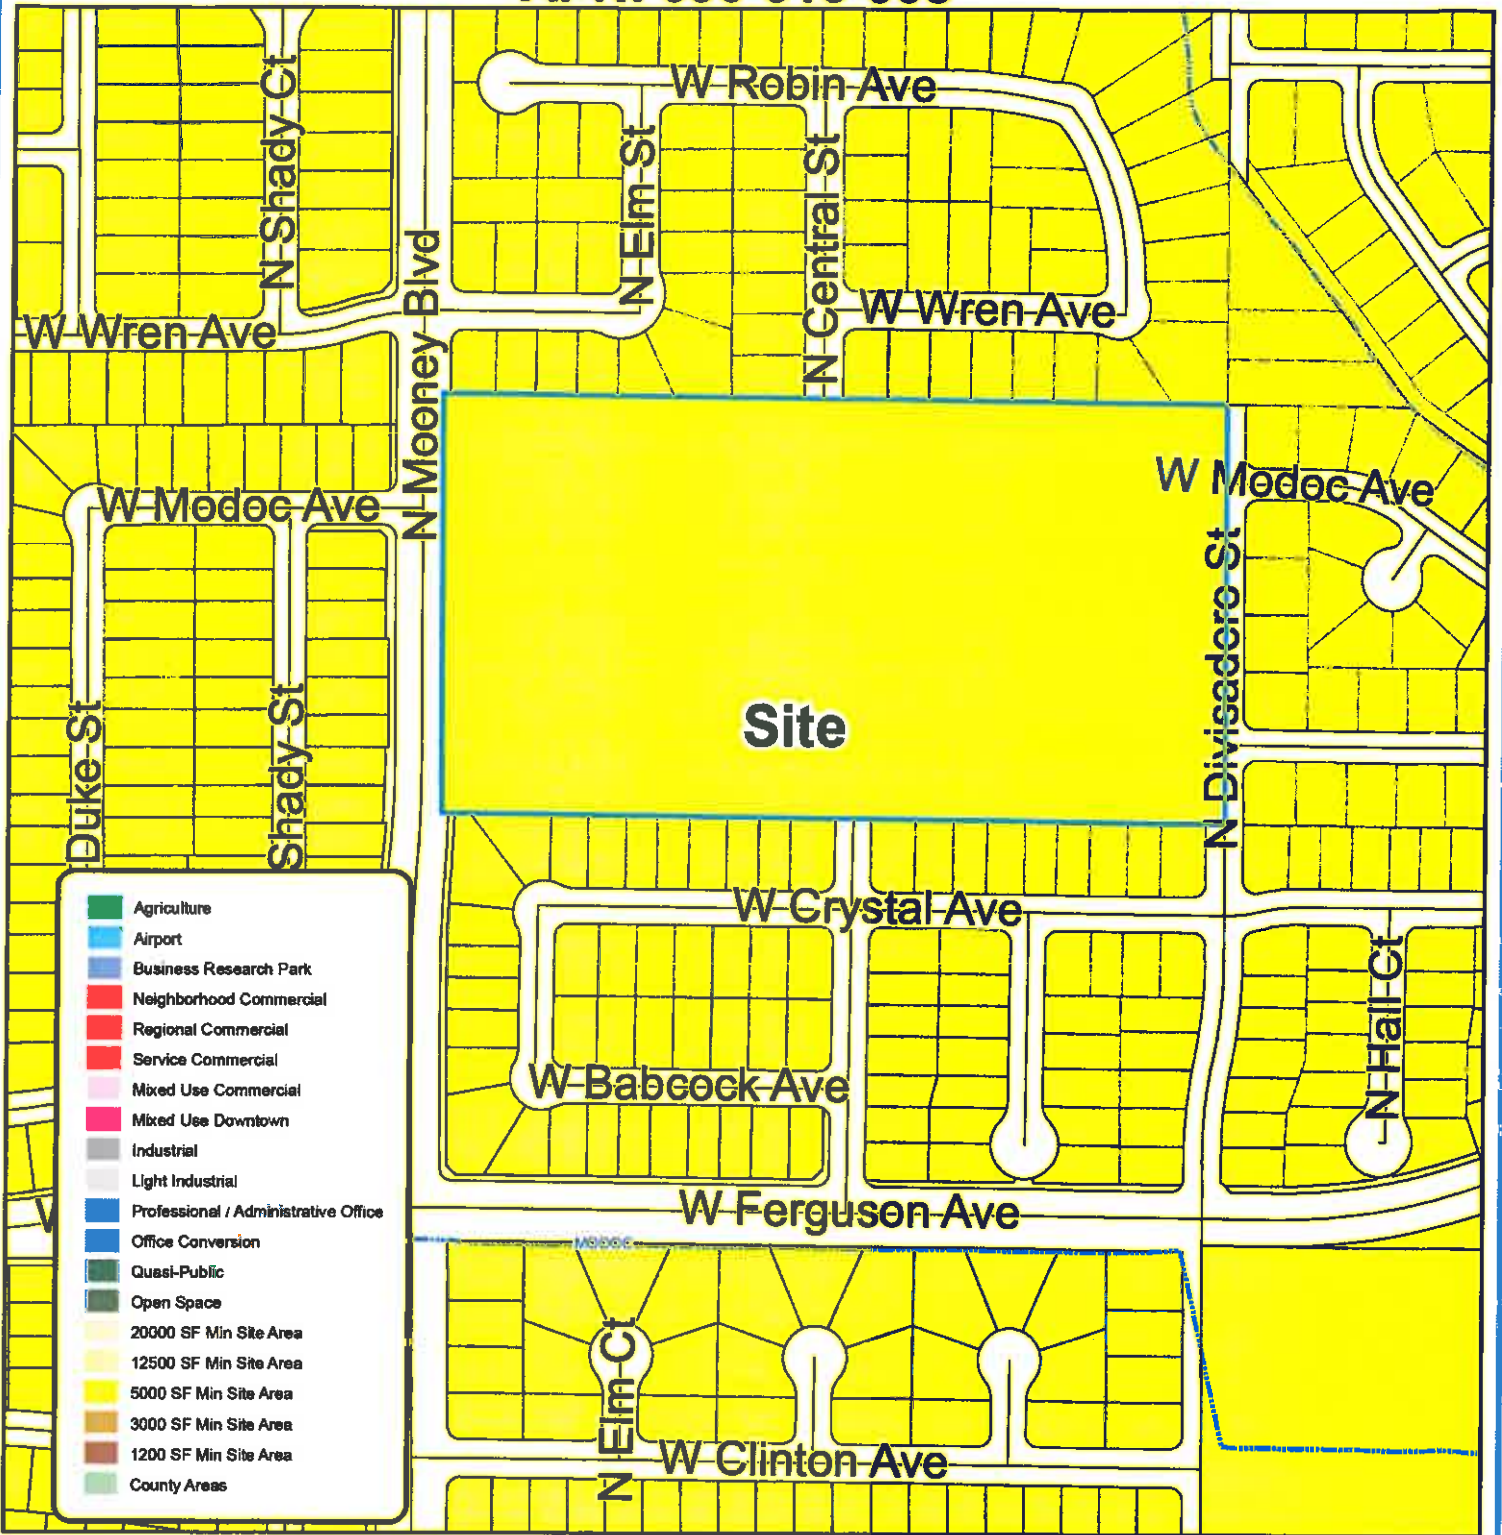 W Robin Ave
N Shady Ct
N Elm St
N Central St
N Mooney Blvd
W Wren Ave
W Wren Ave
W Modoc Ave
W Modoc Ave
N Divisadero St
Site
Duke St
Shady St
W Crystal Ave
N Hall Ct
W Babcock Ave
W Ferguson Ave
MODOC
N Elm Ct
W Clinton Ave
Agriculture
Airport
Business Research Park
Neighborhood Commercial
Regional Commercial
Service Commercial
Mixed Use Commercial
Mixed Use Downtown
Industrial
Light Industrial
Professional / Administrative Office
Office Conversion
Quasi-Public
Open Space
20000 SF Min Site Area
12500 SF Min Site Area
5000 SF Min Site Area
3000 SF Min Site Area
1200 SF Min Site Area
County Areas